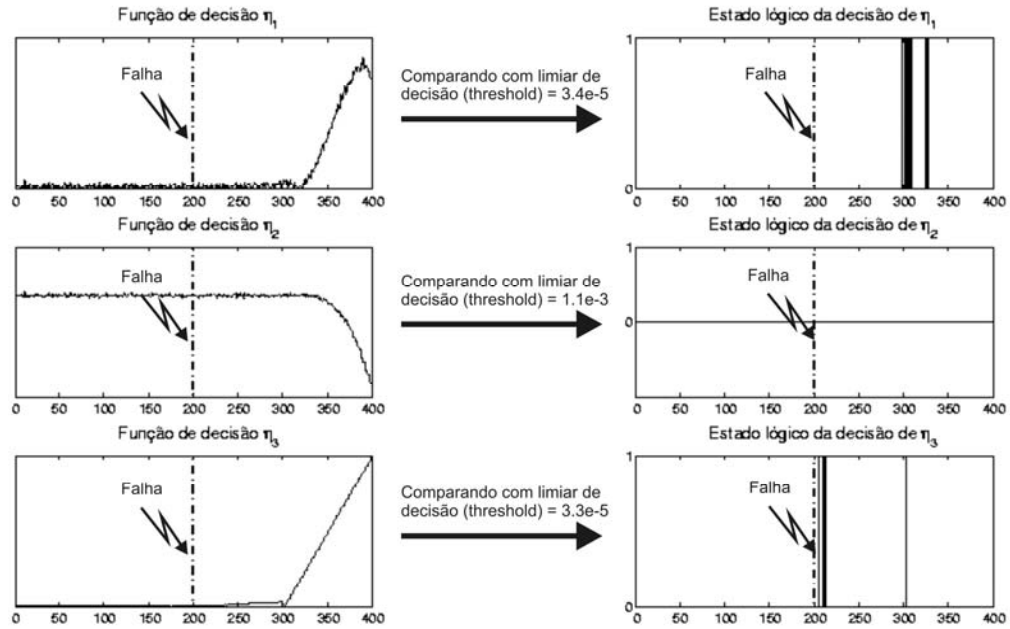 Função de decisão η1
Estado lógico da decisão de η1
Falha
Comparando com limiar de
decisão (threshold) = 3.4e-5
1
Falha
0
0 50 100 150 200 250 300 350 400
0 50 100 150 200 250 300 350 400
Função de decisão η2
Estado lógico da decisão de η2
Falha
Comparando com limiar de
decisão (threshold) = 1.1e-3
1
Falha
0
0 50 100 150 200 250 300 350 400
0 50 100 150 200 250 300 350 400
Função de decisão η3
Estado lógico da decisão de η3
Falha
Comparando com limiar de
decisão (threshold) = 3.3e-5
1
Falha
0
0 50 100 150 200 250 300 350 400
0 50 100 150 200 250 300 350 400